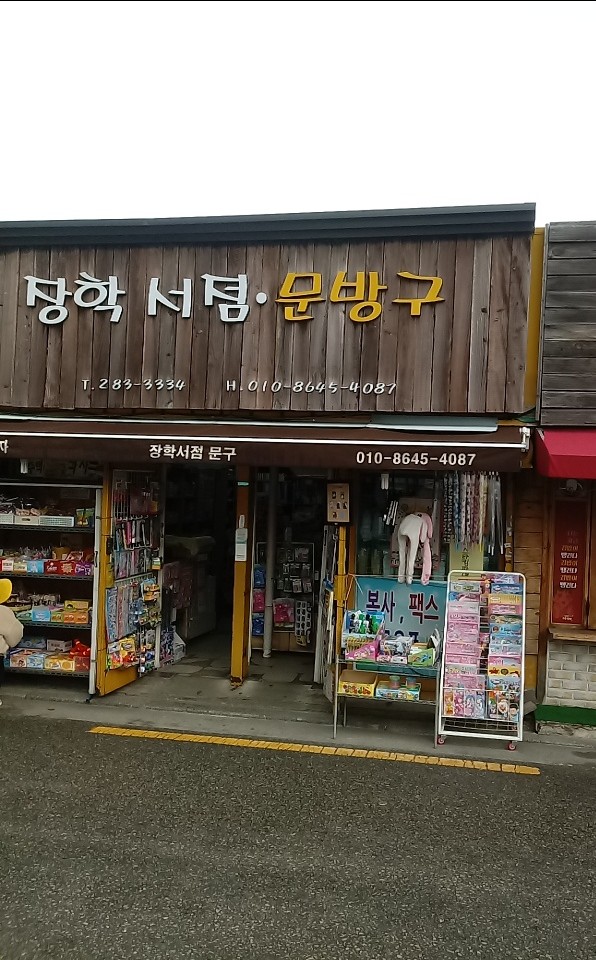 장학 서점·문방구
T.283-3334 H.010-8645-4087
장학서점 문구 010-8645-4087
복사, 팩스